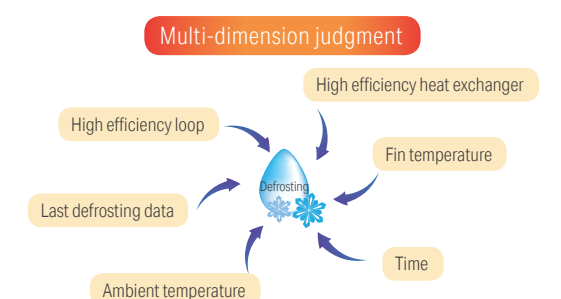 Multi-dimension judgment
High efficiency heat exchanger
High efficiency loop
Fin temperature
Defrosting
Last defrosting data
Time
Ambient temperature